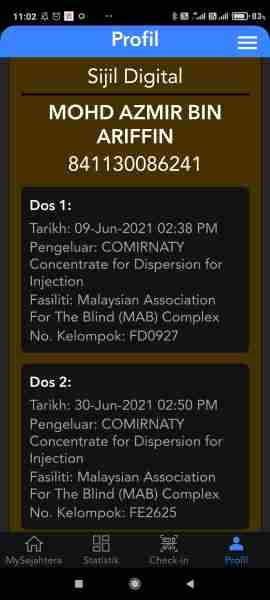 11:02
83%
Profil
Sijil Digital
MOHD AZMIR BIN
ARIFFIN
841130086241
Dos 1:
Tarikh: 09-Jun-2021 02:38 PM
Pengeluar: COMIRNATY
Concentrate for Dispersion for
Injection
Fasiliti: Malaysian Association
For The Blind (MAB) Complex
No. Kelompok: FD0927
Dos 2:
Tarikh: 30-Jun-2021 02:50 PM
Pengeluar: COMIRNATY
Concentrate for Dispersion for
Injection
Fasiliti: Malaysian Association
For The Blind (MAB) Complex
No. Kelompok: FE2625
MySejahtera Statistik Check-in Profil